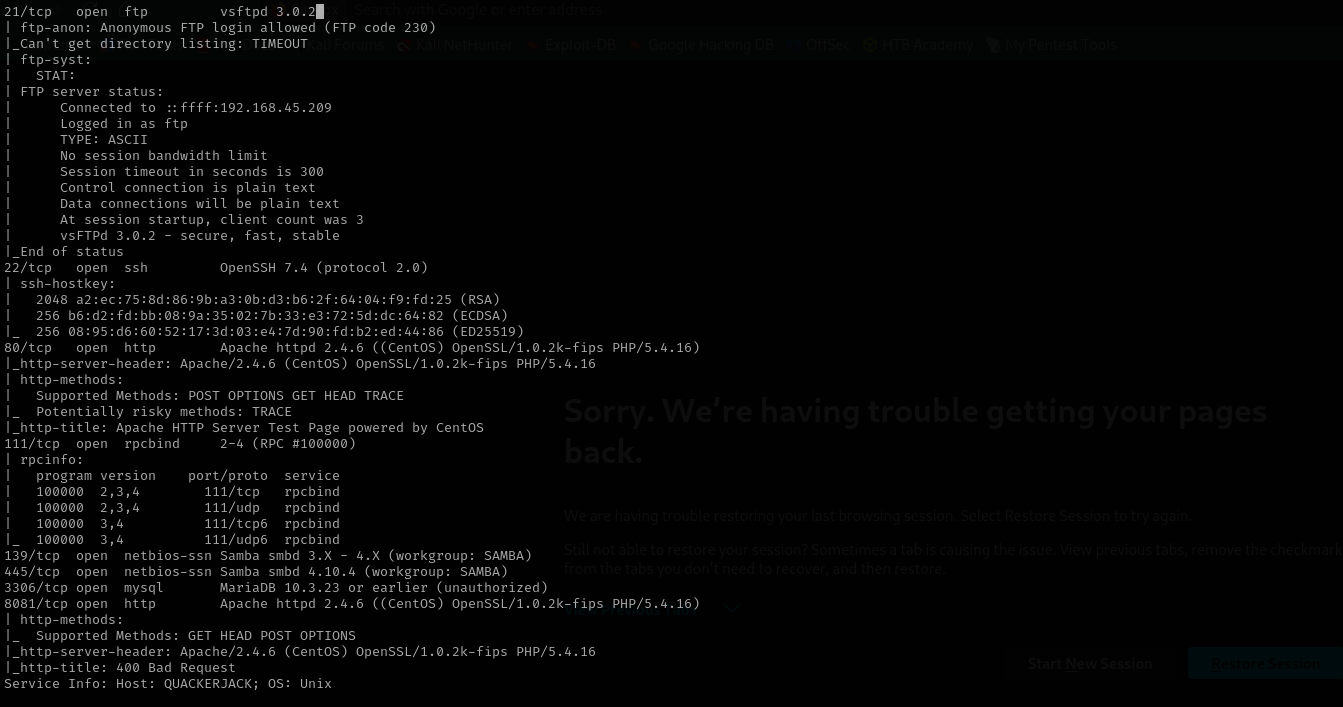 21/tcp   open  ftp         vsftpd 3.0.2
Search with Google or enter address
| ftp-anon: Anonymous FTP login allowed (FTP code 230)
|_Can't get directory listing: TIMEOUT
Kali Forums   Kali NetHunter   Exploit-DB   Google Hacking DB   OffSec   HTB Academy   My Pentest Tools
| ftp-syst:
|   STAT:
| FTP server status:
|      Connected to ::ffff:192.168.45.209
|      Logged in as ftp
|      TYPE: ASCII
|      No session bandwidth limit
|      Session timeout in seconds is 300
|      Control connection is plain text
|      Data connections will be plain text
|      At session startup, client count was 3
|      vsFTPd 3.0.2 - secure, fast, stable
|_End of status
22/tcp   open  ssh         OpenSSH 7.4 (protocol 2.0)
| ssh-hostkey:
|   2048 a2:ec:75:8d:86:9b:a3:0b:d3:b6:2f:64:04:f9:fd:25 (RSA)
|   256 b6:d2:fd:bb:08:9a:35:02:7b:33:e3:72:5d:dc:64:82 (ECDSA)
|_  256 08:95:d6:60:52:17:3d:03:e4:7d:90:fd:b2:ed:44:86 (ED25519)
80/tcp   open  http        Apache httpd 2.4.6 ((CentOS) OpenSSL/1.0.2k-fips PHP/5.4.16)
|_http-server-header: Apache/2.4.6 (CentOS) OpenSSL/1.0.2k-fips PHP/5.4.16
| http-methods:
|   Supported Methods: POST OPTIONS GET HEAD TRACE
|_  Potentially risky methods: TRACE
|_http-title: Apache HTTP Server Test Page powered by CentOS
111/tcp  open  rpcbind     2-4 (RPC #100000)
| rpcinfo:
|   program version    port/proto  service
|   100000  2,3,4        111/tcp   rpcbind
|   100000  2,3,4        111/udp   rpcbind
|   100000  3,4          111/tcp6  rpcbind
|_  100000  3,4          111/udp6  rpcbind
139/tcp  open  netbios-ssn Samba smbd 3.X - 4.X (workgroup: SAMBA)
445/tcp  open  netbios-ssn Samba smbd 4.10.4 (workgroup: SAMBA)
3306/tcp open  mysql       MariaDB 10.3.23 or earlier (unauthorized)
8081/tcp open  http        Apache httpd 2.4.6 ((CentOS) OpenSSL/1.0.2k-fips PHP/5.4.16)
| http-methods:
|_  Supported Methods: GET HEAD POST OPTIONS
|_http-server-header: Apache/2.4.6 (CentOS) OpenSSL/1.0.2k-fips PHP/5.4.16
|_http-title: 400 Bad Request
Service Info: Host: QUACKERJACK; OS: Unix
Sorry. We're having trouble getting your pages
back.
We are having trouble restoring your last browsing session. Select Restore Session to try again.
Still not able to restore your session? Sometimes a tab is causing the issue. View previous tabs, remove the checkmark
from the tabs you don't need to recover, and then restore.
Start New Session
Restore Session